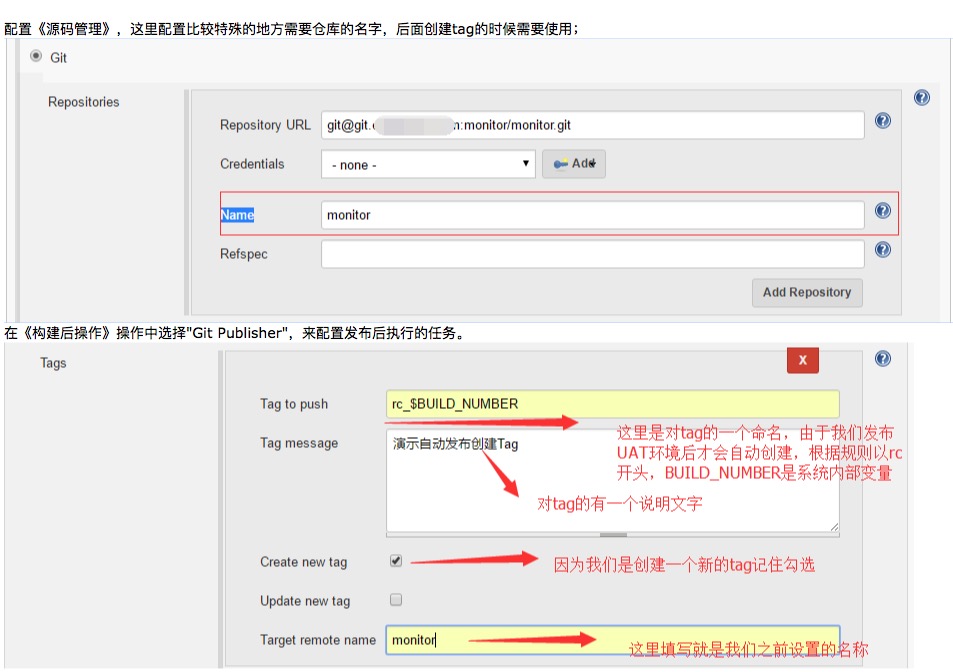 配置《源码管理》，这里配置比较特殊的地方需要仓库的名字，后面创建tag的时候需要使用；
Git
Repositories
Repository URL git@git. :monitor/monitor.git
Credentials - none - Add
Name monitor
Refspec
Add Repository
在《构建后操作》操作中选择"Git Publisher"，来配置发布后执行的任务。
Tags
X
Tag to push rc_$BUILD_NUMBER
Tag message 演示自动发布创建Tag
这里是对tag的一个命名，由于我们发布
UAT环境后才会自动创建，根据规则以rc
开头，BUILD_NUMBER是系统内部变量
对tag的有一个说明文字
Create new tag
因为我们是创建一个新的tag记住勾选
Update new tag
Target remote name monitor
这里填写就是我们之前设置的名称